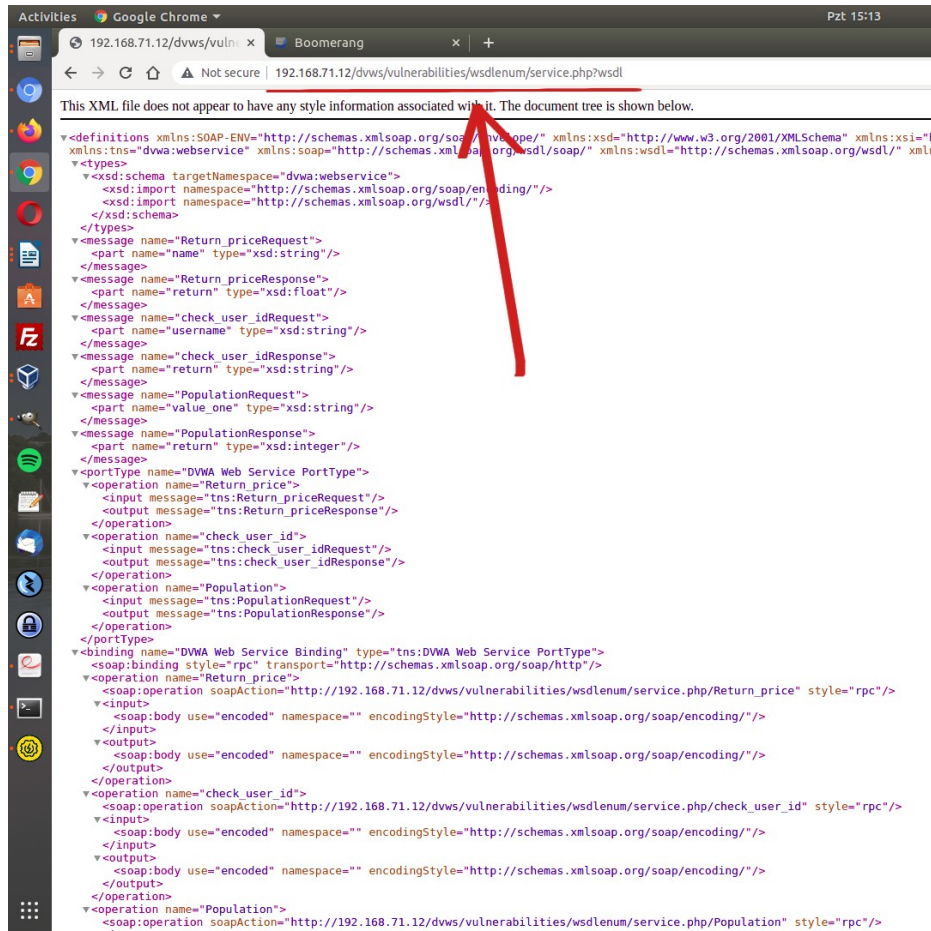 Activities Google Chrome Pzt 15:13
192.168.71.12/dvws/vuln × Boomerang × +
Not secure 192.168.71.12/dvws/vulnerabilities/wsdlenum/service.php?wsdl
This XML file does not appear to have any style information associated with it. The document tree is shown below.
▼<definitions xmlns:SOAP-ENV="http://schemas.xmlsoap.org/soap/envelope/" xmlns:xsd="http://www.w3.org/2001/XMLSchema" xmlns:xsi="
xmlns:tns="dvwa:webservice" xmlns:soap="http://schemas.xmlsoap.org/wsdl/soap/" xmlns:wsdl="http://schemas.xmlsoap.org/wsdl/"
▼<types>
▼<xsd:schema targetNamespace="dvwa:webservice">
<xsd:import namespace="http://schemas.xmlsoap.org/soap/encoding/"/>
<xsd:import namespace="http://schemas.xmlsoap.org/wsdl/"/>
</xsd:schema>
</types>
▼<message name="Return_priceRequest">
<part name="name" type="xsd:string"/>
</message>
▼<message name="Return_priceResponse">
<part name="return" type="xsd:float"/>
</message>
▼<message name="check_user_idRequest">
<part name="username" type="xsd:string"/>
</message>
▼<message name="check_user_idResponse">
<part name="return" type="xsd:string"/>
</message>
▼<message name="PopulationRequest">
<part name="value_one" type="xsd:string"/>
</message>
▼<message name="PopulationResponse">
<part name="return" type="xsd:integer"/>
</message>
▼<portType name="DVWA Web Service PortType">
▼<operation name="Return_price">
<input message="tns:Return_priceRequest"/>
<output message="tns:Return_priceResponse"/>
</operation>
▼<operation name="check_user_id">
<input message="tns:check_user_idRequest"/>
<output message="tns:check_user_idResponse"/>
</operation>
▼<operation name="Population">
<input message="tns:PopulationRequest"/>
<output message="tns:PopulationResponse"/>
</operation>
</portType>
▼<binding name="DVWA Web Service Binding" type="tns:DVWA Web Service PortType">
<soap:binding style="rpc" transport="http://schemas.xmlsoap.org/soap/http"/>
▼<operation name="Return_price">
<soap:operation soapAction="http://192.168.71.12/dvws/vulnerabilities/wsdlenum/service.php/Return_price" style="rpc"/>
▼<input>
<soap:body use="encoded" namespace="" encodingStyle="http://schemas.xmlsoap.org/soap/encoding/"/>
</input>
▼<output>
<soap:body use="encoded" namespace="" encodingStyle="http://schemas.xmlsoap.org/soap/encoding/"/>
</output>
</operation>
▼<operation name="check_user_id">
<soap:operation soapAction="http://192.168.71.12/dvws/vulnerabilities/wsdlenum/service.php/check_user_id" style="rpc"/>
▼<input>
<soap:body use="encoded" namespace="" encodingStyle="http://schemas.xmlsoap.org/soap/encoding/"/>
</input>
▼<output>
<soap:body use="encoded" namespace="" encodingStyle="http://schemas.xmlsoap.org/soap/encoding/"/>
</output>
</operation>
▼<operation name="Population">
<soap:operation soapAction="http://192.168.71.12/dvws/vulnerabilities/wsdlenum/service.php/Population" style="rpc"/>